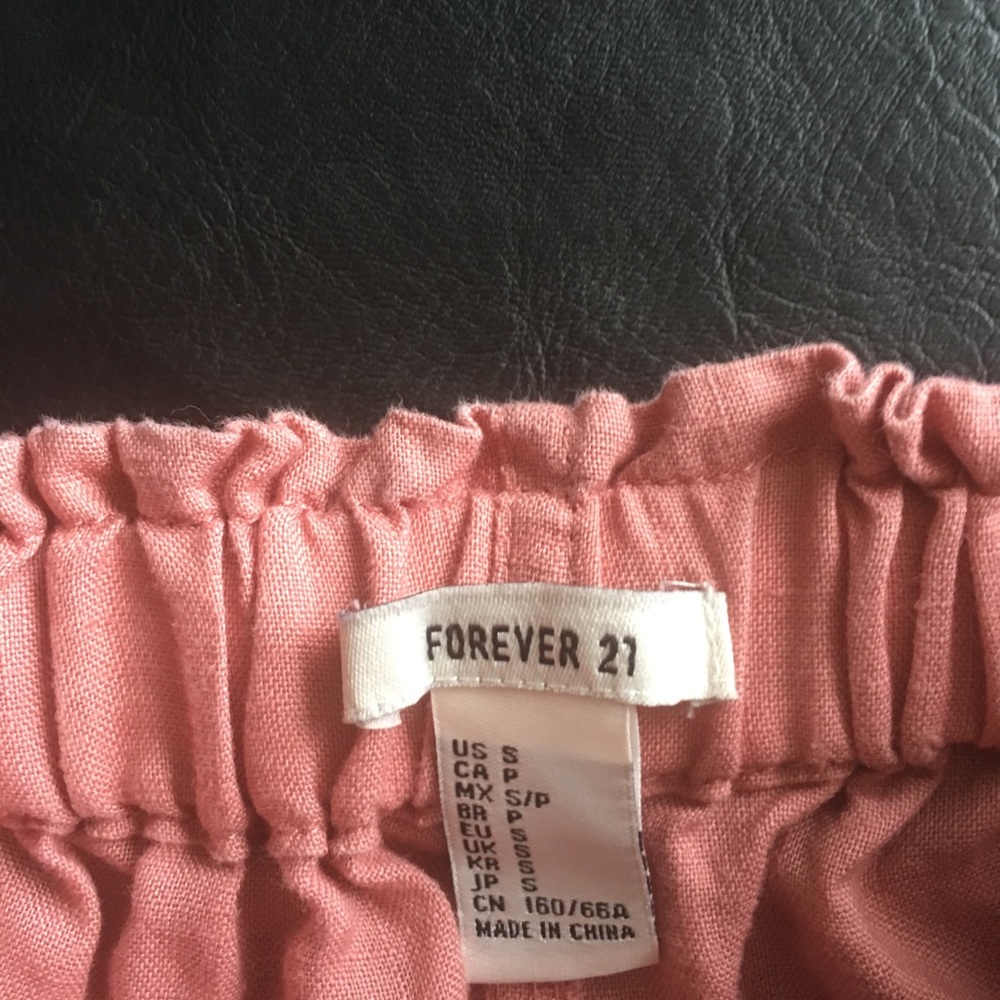 FOREVER 21
US S
CA P
MX S/P
BR P
EU S
UK S
KR S
JP S
CN 160/66A
MADE IN CHINA